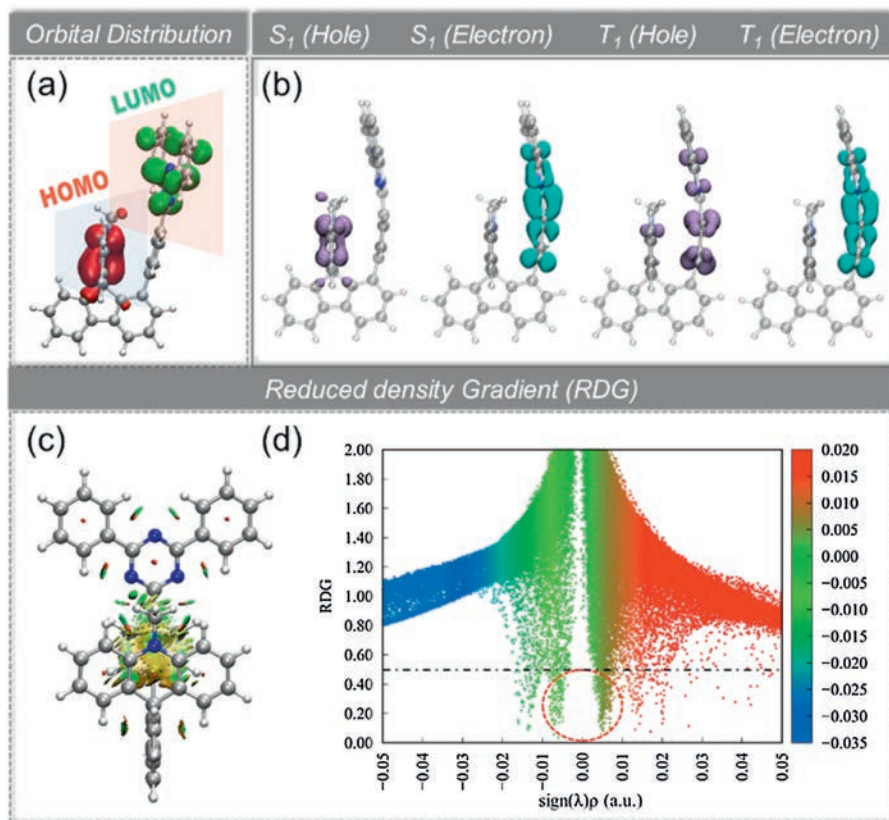 Orbital Distribution
S₁ (Hole) S₁ (Electron) T₁ (Hole) T₁ (Electron)
(a)
LUMO
HOMO
(b)
Reduced density Gradient (RDG)
(c)
(d)
RDG
2.00
1.80
1.60
1.40
1.20
1.00
0.80
0.60
0.40
0.20
0.00
-0.05 -0.04 -0.03 -0.02 -0.01 0.00 0.01 0.02 0.03 0.04 0.05
sign(λ)ρ (a.u.)
0.020
0.015
0.010
0.005
0.000
−0.005
−0.010
−0.015
−0.020
−0.025
−0.030
−0.035